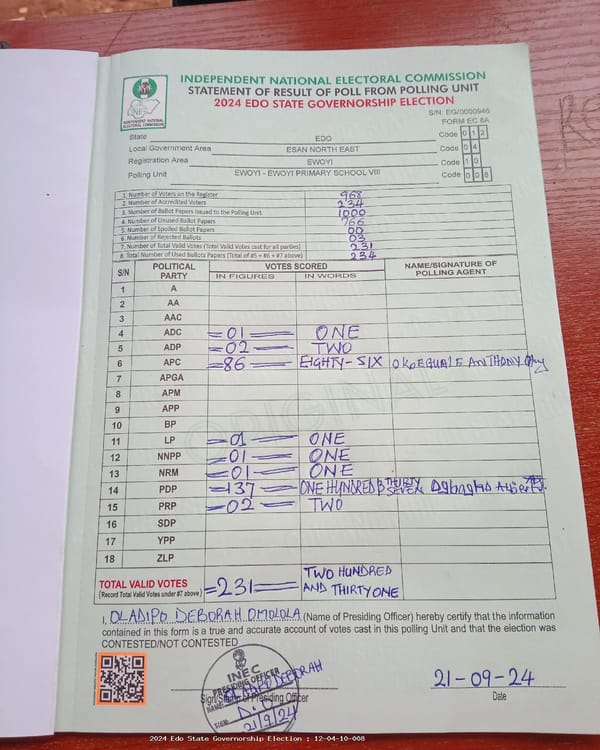 INDEPENDENT NATIONAL ELECTORAL COMMISSION
STATEMENT OF RESULT OF POLL FROM POLLING UNIT
2024 EDO STATE GOVERNORSHIP ELECTION
INEC
INDEPENDENT NATIONAL ELECTORAL COMMISSION
S/N: EG/0000946
FORM EC 8A
State EDO Code 0 1 2
Local Government Area ESAN NORTH EAST Code 0 4
Registration Area EWOYI Code 1 0
Polling Unit EWOYI - EWOYI PRIMARY SCHOOL VIII Code 0 0 8
1. Number of Voters on the Register 968
2. Number of Accredited Voters 234
3. Number of Ballot Papers Issued to the Polling Unit 1000
4. Number of Unused Ballot Papers 766
5. Number of Spoiled Ballot Papers 00
6. Number of Rejected Ballots 03
7. Number of Total Valid Votes (Total Valid Votes cast for all parties) 231
8. Total Number of Used Ballots Papers (Total of #5 + #6 + #7 above) 234
S/N POLITICAL PARTY VOTES SCORED NAME/SIGNATURE OF POLLING AGENT
IN FIGURES IN WORDS
1 A
2 AA
3 AAC
4 ADC =01= ONE
5 ADP =02= TWO
6 APC =86= EIGHTY-SIX ANTHONY
7 APGA
8 APM
9 APP
10 BP
11 LP =01= ONE
12 NNPP =01= ONE
13 NRM =01= ONE
14 PDP =137= ONE HUNDRED & THIRTY SEVEN
15 PRP =02= TWO
16 SDP
17 YPP
18 ZLP
TOTAL VALID VOTES =231= TWO HUNDRED AND THIRTY ONE
(Record Total Valid Votes under #7 above)
ORIGINAL
I, OLADIPO DEBORAH OMOLOLA (Name of Presiding Officer) hereby certify that the information
contained in this form is a true and accurate account of votes cast in this polling Unit and that the election was
CONTESTED/NOT CONTESTED
INEC
PRESIDING OFFICER
NAME: OLADIPO DEBORAH
SIGN:
21/9/24
Sign/Stamp of Presiding Officer
21-09-24
Date
2024 Edo State Governorship Election : 12-04-10-008